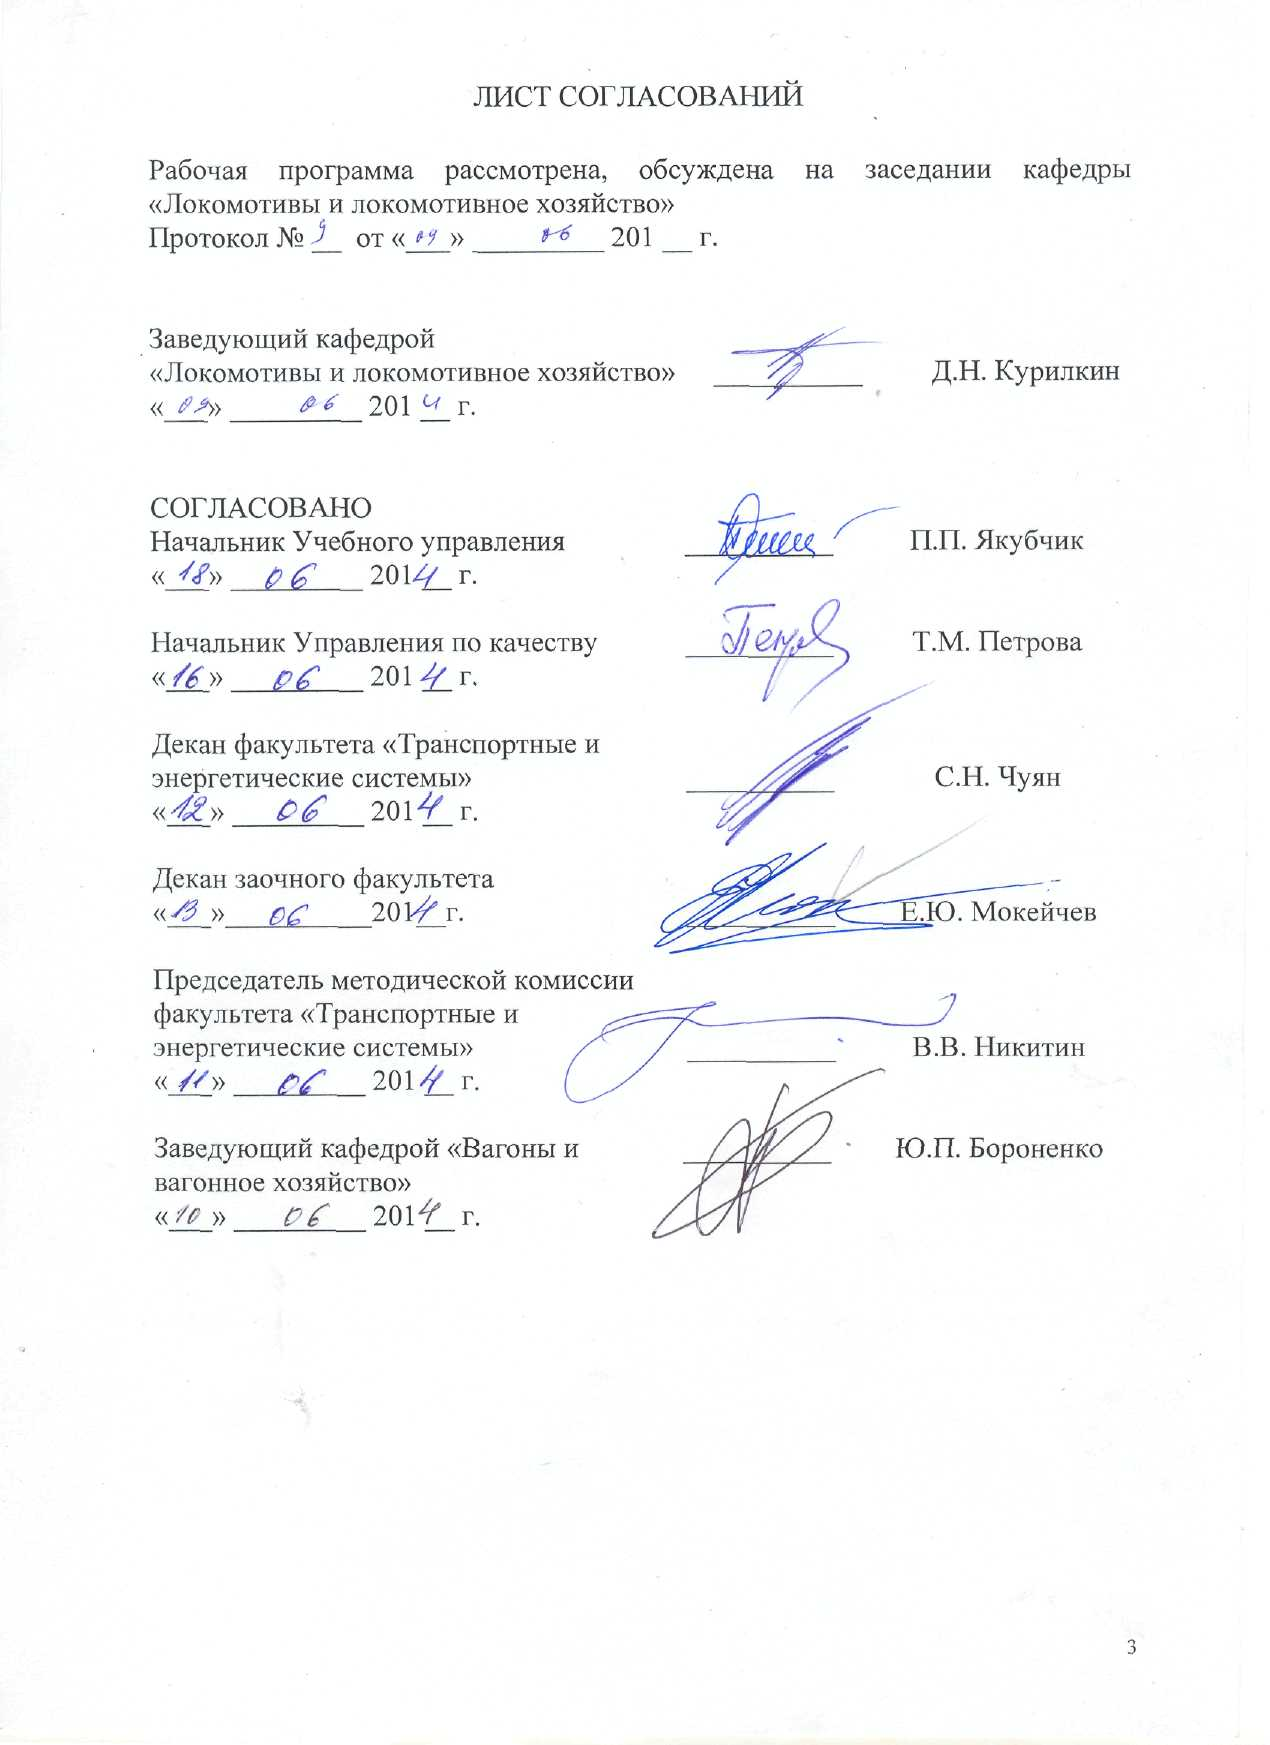 ЛИСТ СОГЛАСОВАНИЙ
Рабочая программа рассмотрена, обсуждена на заседании кафедры
«Локомотивы и локомотивное хозяйство»
Протокол № 9 от «09» 06 201 __ г.
Заведующий кафедрой
«Локомотивы и локомотивное хозяйство» Д.Н. Курилкин
«09» 06 2014 г.
СОГЛАСОВАНО
Начальник Учебного управления П.П. Якубчик
«18» 06 2014 г.
Начальник Управления по качеству Т.М. Петрова
«16» 06 2014 г.
Декан факультета «Транспортные и
энергетические системы» С.Н. Чуян
«12» 06 2014 г.
Декан заочного факультета
«13» 06 2014 г. Е.Ю. Мокейчев
Председатель методической комиссии
факультета «Транспортные и
энергетические системы» В.В. Никитин
«11» 06 2014 г.
Заведующий кафедрой «Вагоны и Ю.П. Бороненко
вагонное хозяйство»
«10» 06 2014 г.
3